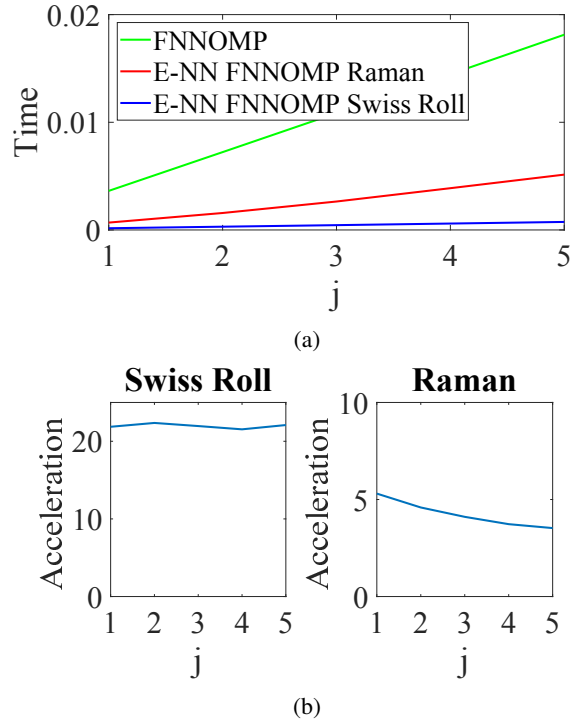 0.02
FNNOMP
E-NN FNNOMP Raman
E-NN FNNOMP Swiss Roll
0.01
0
Time
1 2 3 4 5
j
(a)
Swiss Roll
20
10
0
Acceleration
1 2 3 4 5
j
Raman
10
5
0
Acceleration
1 2 3 4 5
j
(b)